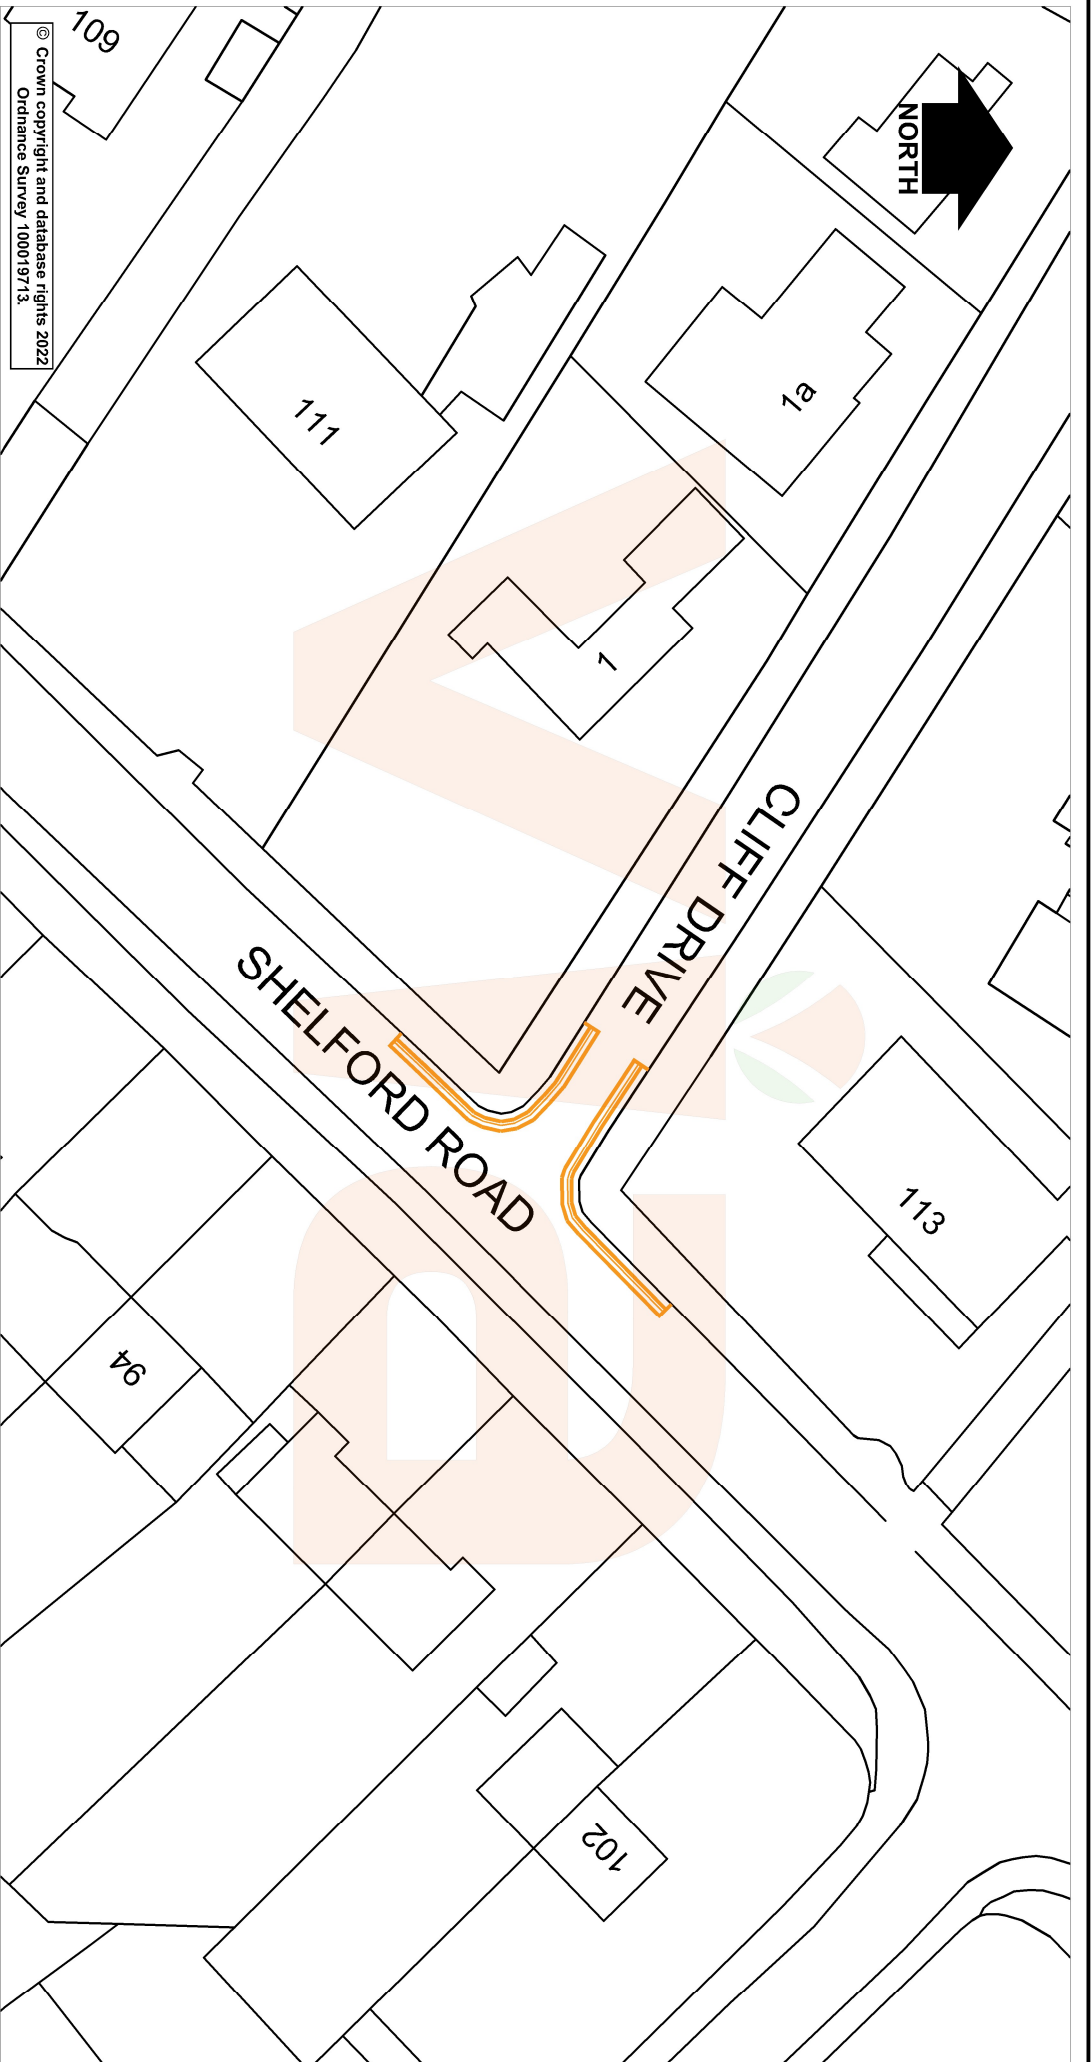 109
© Crown copyright and database rights 2022
Ordnance Survey 100019713.
NORTH
111
1a
1
CLIFF DRIVE
SHELFORD ROAD
113
94
102
DRAFT